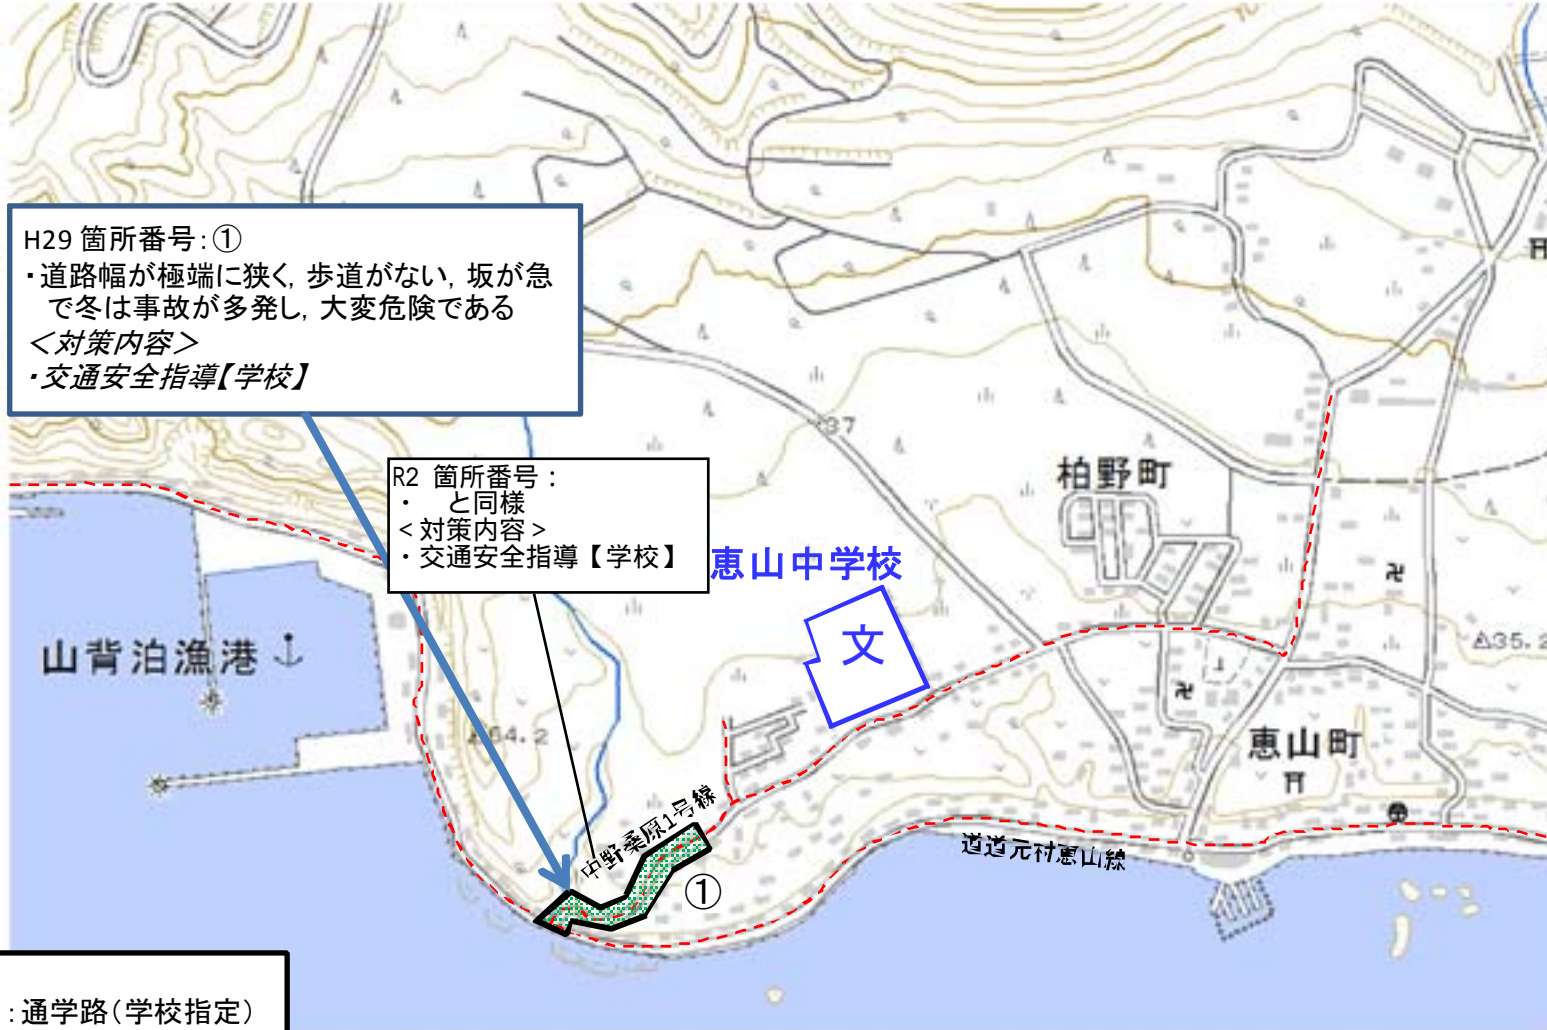 H29 箇所番号:①
・道路幅が極端に狭く, 歩道がない, 坂が急
で冬は事故が多発し, 大変危険である
＜対策内容＞
・交通安全指導【学校】
R2 箇所番号：
・　と同様
＜対策内容＞
・交通安全指導【学校】
恵山中学校
文
柏野町
37
山背泊漁港
64.2
35.2
恵山町
中野桑原1号線
①
道道元村恵山線
:通学路(学校指定)